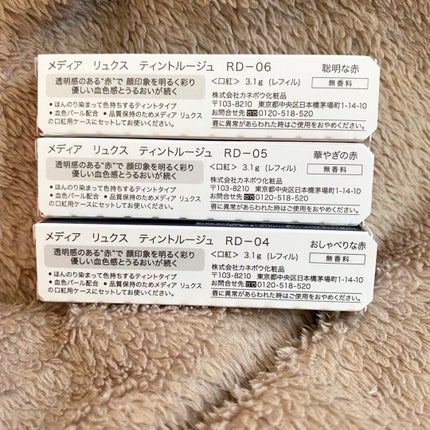 メディア リュクス ティントルージュ RD-06 聡明な赤
透明感のある"赤"で 顔印象を明るく彩り
優しい血色感とうるおいが続く
<口紅> 3.1g (レフィル) 無香料
• ほんのり染まって色持ちするティントタイプ
• 血色パール配合 • 品質保持のためメディア リュクス
の口紅用ケースにセットしてお使いください。
株式会社カネボウ化粧品
〒103-8210 東京都中央区日本橋茅場町1-14-10
お問合せ先 0120-518-520
唇に異常があらわれた時はご使用をおやめください。
メディア リュクス ティントルージュ RD-05 華やぎの赤
透明感のある"赤"で 顔印象を明るく彩り
優しい血色感とうるおいが続く
<口紅> 3.1g (レフィル) 無香料
• ほんのり染まって色持ちするティントタイプ
• 血色パール配合 • 品質保持のためメディア リュクス
の口紅用ケースにセットしてお使いください。
株式会社カネボウ化粧品
〒103-8210 東京都中央区日本橋茅場町1-14-10
お問合せ先 0120-518-520
唇に異常があらわれた時はご使用をおやめください。
メディア リュクス ティントルージュ RD-04 おしゃべりな赤
透明感のある"赤"で 顔印象を明るく彩り
優しい血色感とうるおいが続く
<口紅> 3.1g (レフィル) 無香料
• ほんのり染まって色持ちするティントタイプ
• 血色パール配合 • 品質保持のためメディア リュクス
の口紅用ケースにセットしてお使いください。
株式会社カネボウ化粧品
〒103-8210 東京都中央区日本橋茅場町1-14-10
お問合せ先 0120-518-520
唇に異常があらわれた時はご使用をおやめください。